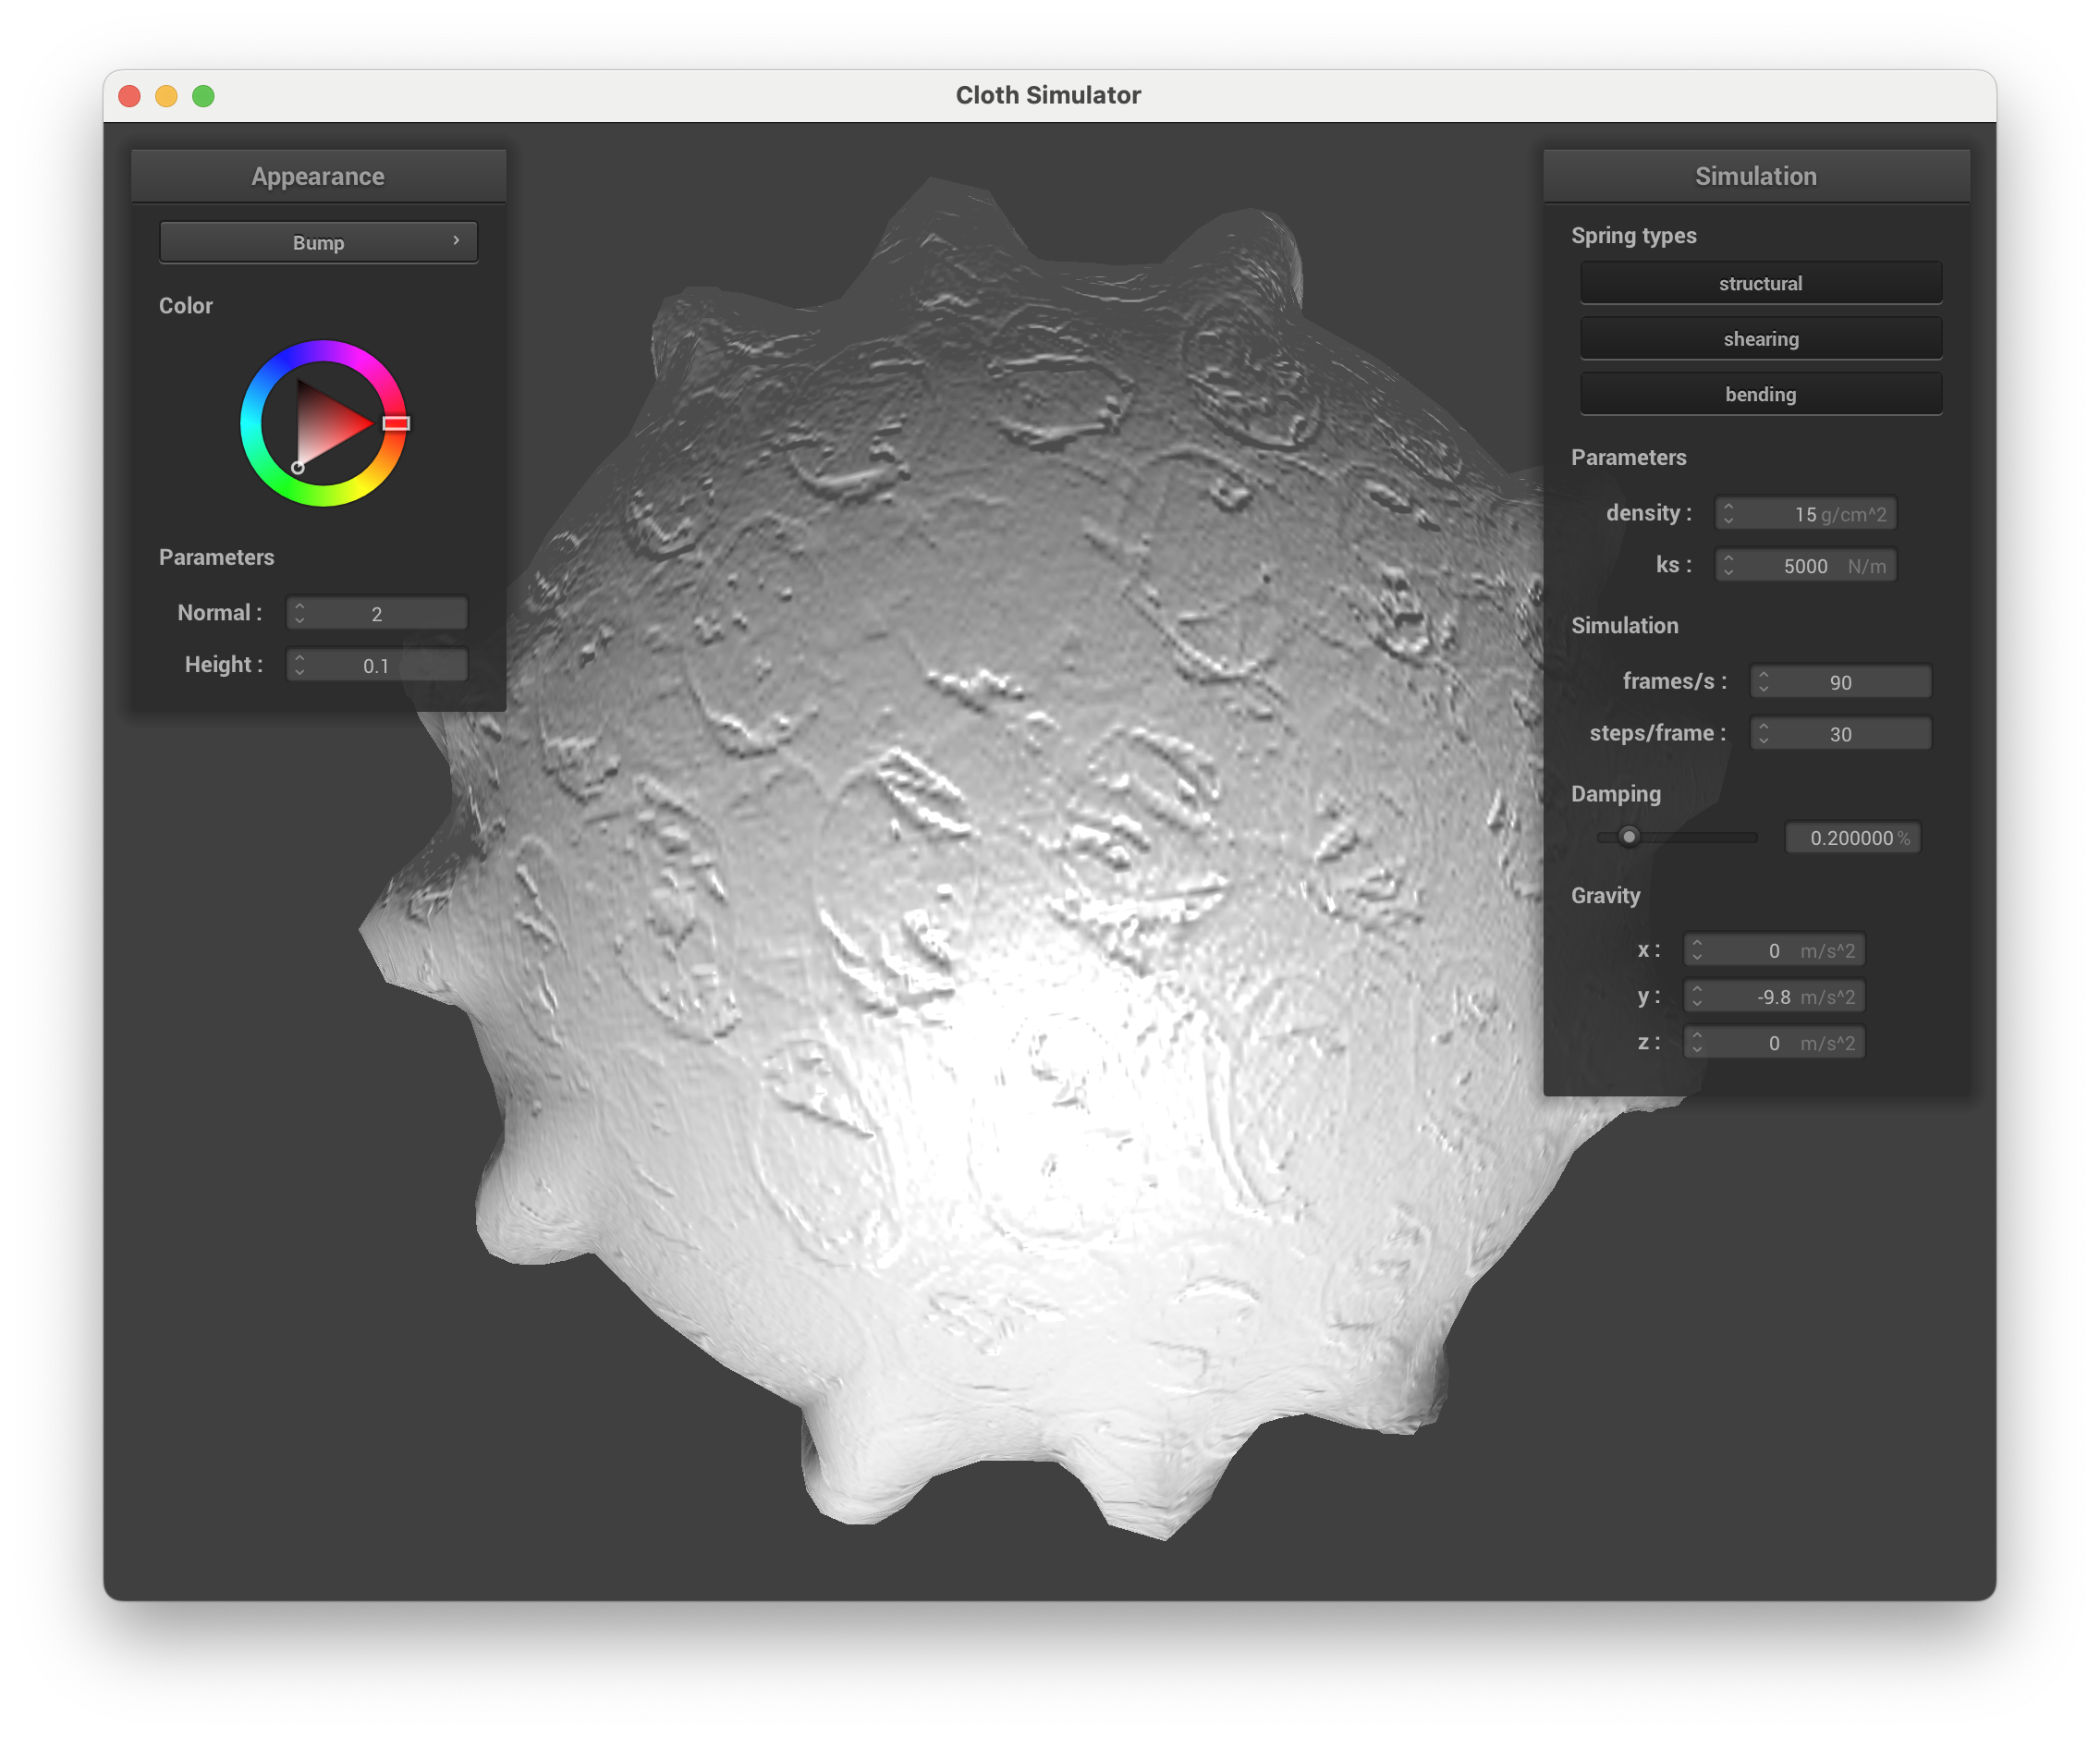 Cloth Simulator
Appearance
Bump
Color
Parameters
Normal : 2
Height : 0.1
Simulation
Spring types
structural
shearing
bending
Parameters
density : 15 g/cm^2
ks : 5000 N/m
Simulation
frames/s : 90
steps/frame : 30
Damping
0.200000 %
Gravity
x : 0 m/s^2
y : -9.8 m/s^2
z : 0 m/s^2